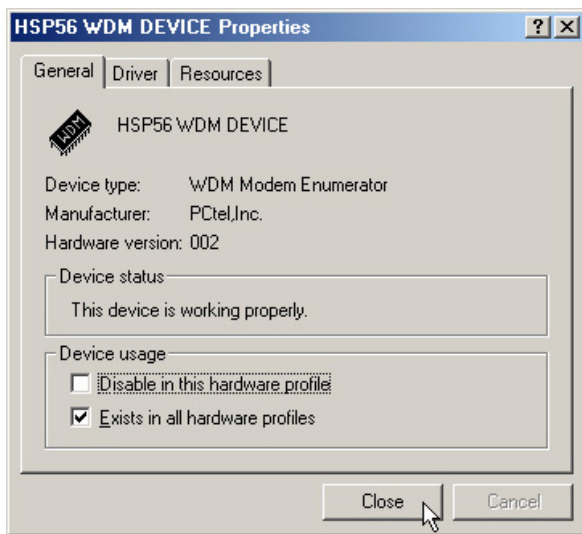 HSP56 WDM DEVICE Properties
General Driver Resources
WDM
HSP56 WDM DEVICE
Device type: WDM Modem Enumerator
Manufacturer: PCtel,Inc.
Hardware version: 002
Device status
This device is working properly.
Device usage
Disable in this hardware profile
Exists in all hardware profiles
Close Cancel